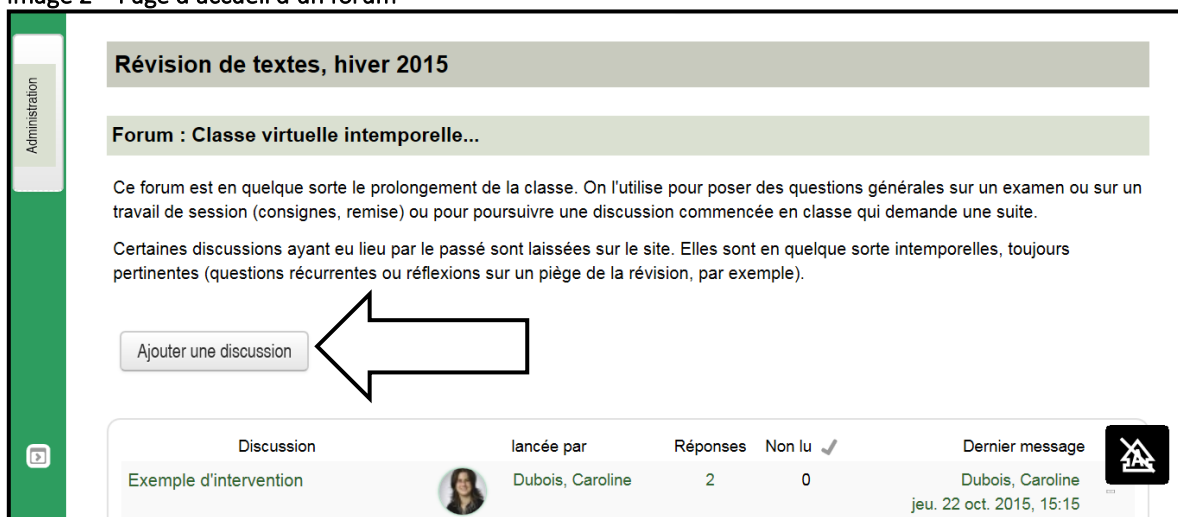 Image 2 – Page d'accueil d'un forum
Administration
Révision de textes, hiver 2015
Forum : Classe virtuelle intemporelle...
Ce forum est en quelque sorte le prolongement de la classe. On l'utilise pour poser des questions générales sur un examen ou sur un
travail de session (consignes, remise) ou pour poursuivre une discussion commencée en classe qui demande une suite.
Certaines discussions ayant eu lieu par le passé sont laissées sur le site. Elles sont en quelque sorte intemporelles, toujours
pertinentes (questions récurrentes ou réflexions sur un piège de la révision, par exemple).
Ajouter une discussion
Discussion lancée par Réponses Non lu Dernier message
Exemple d'intervention Dubois, Caroline 2 0 Dubois, Caroline
jeu. 22 oct. 2015, 15:15